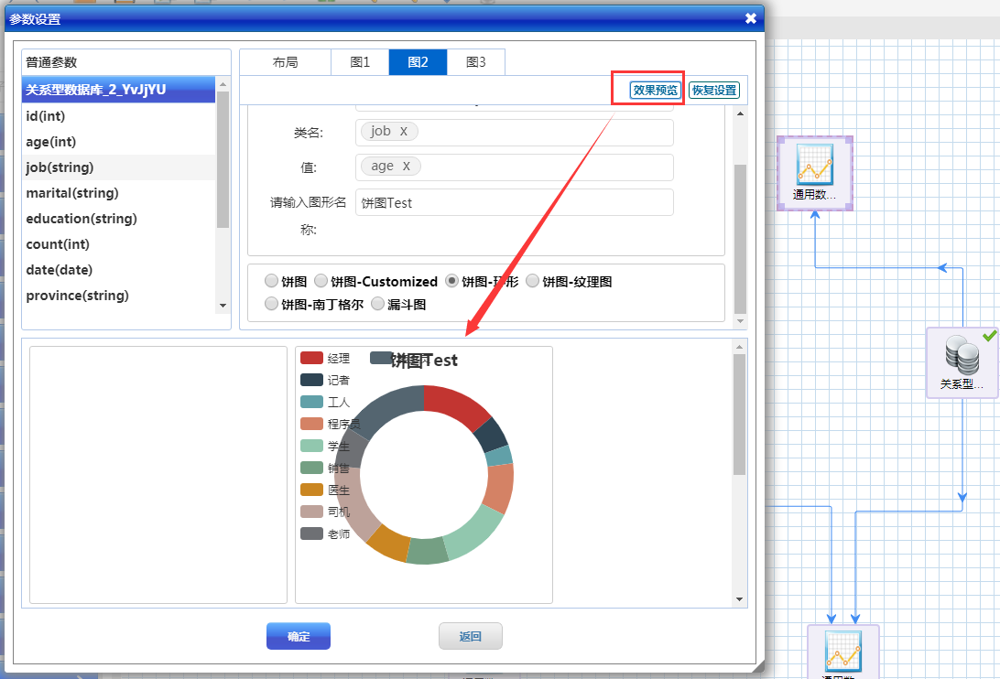 参数设置
普通参数
关系型数据库_2_YvJjYU
id(int)
age(int)
job(string)
marital(string)
education(string)
count(int)
date(date)
province(string)
布局 图1 图2 图3
效果预览 恢复设置
类名: job X
值: age X
请输入图形名称: 饼图Test
饼图 饼图-Customized 饼图-环形 饼图-纹理图
饼图-南丁格尔 漏斗图
饼图Test
经理
记者
工人
程序员
学生
销售
医生
司机
老师
确定 返回
通用数...
关系型...
通用数...